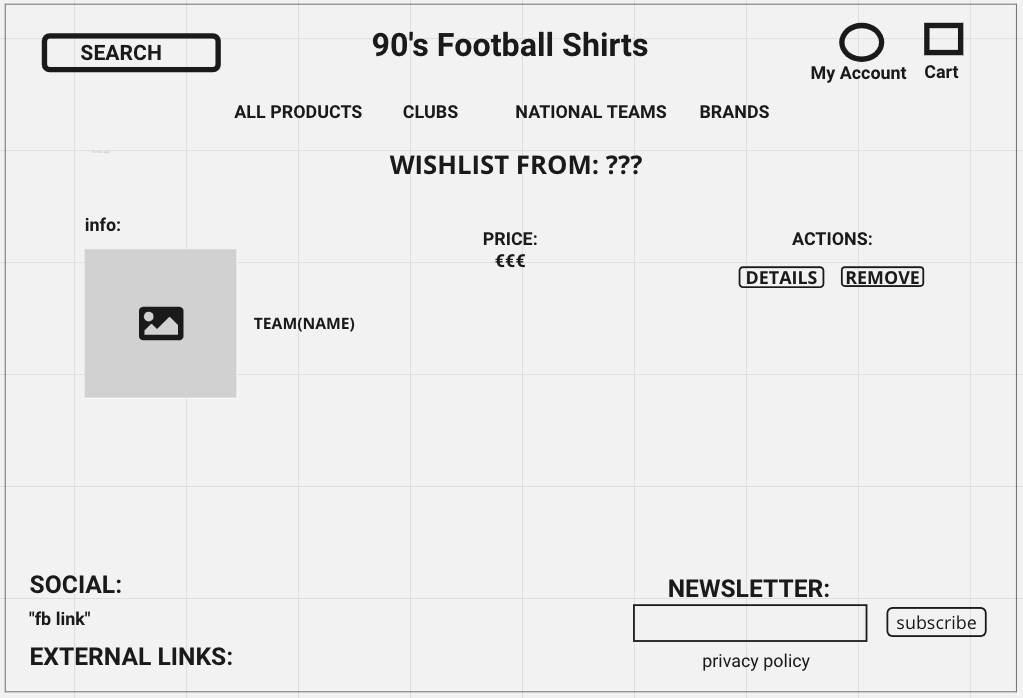 SEARCH
90's Football Shirts
My Account
Cart
ALL PRODUCTS
CLUBS
NATIONAL TEAMS
BRANDS
WISHLIST FROM: ???
info:
PRICE:
€€€
ACTIONS:
DETAILS
REMOVE
TEAM(NAME)
SOCIAL:
"fb link"
EXTERNAL LINKS:
NEWSLETTER:
subscribe
privacy policy